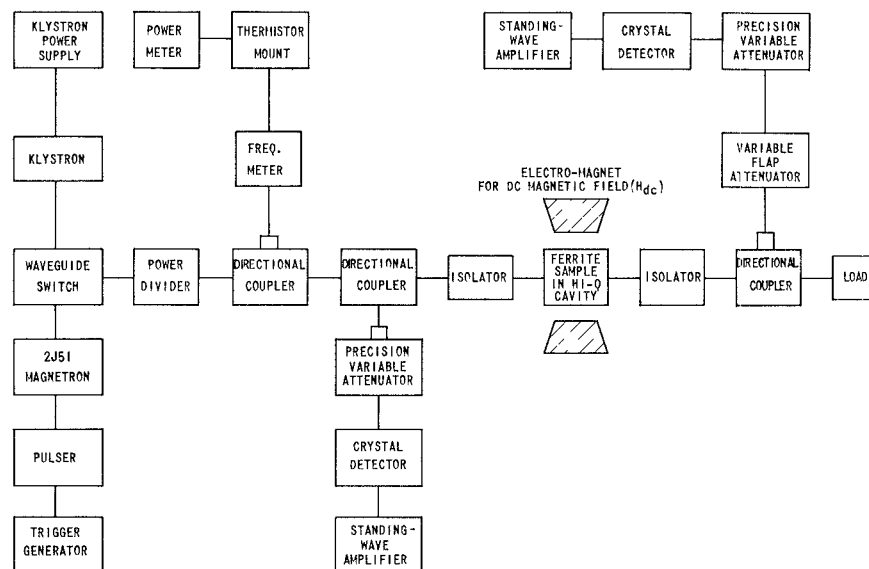 KLYSTRON
POWER
SUPPLY
POWER
METER
THERMISTOR
MOUNT
STANDING-
WAVE
AMPLIFIER
CRYSTAL
DETECTOR
PRECISION
VARIABLE
ATTENUATOR
KLYSTRON
FREQ.
METER
VARIABLE
FLAP
ATTENUATOR
ELECTRO-MAGNET
FOR DC MAGNETIC FIELD(Hdc)
WAVEGUIDE
SWITCH
POWER
DIVIDER
DIRECTIONAL
COUPLER
DIRECTIONAL
COUPLER
ISOLATOR
FERRITE
SAMPLE
IN HI-Q
CAVITY
ISOLATOR
DIRECTIONAL
COUPLER
LOAD
2J51
MAGNETRON
PRECISION
VARIABLE
ATTENUATOR
PULSER
CRYSTAL
DETECTOR
TRIGGER
GENERATOR
STANDING-
WAVE
AMPLIFIER